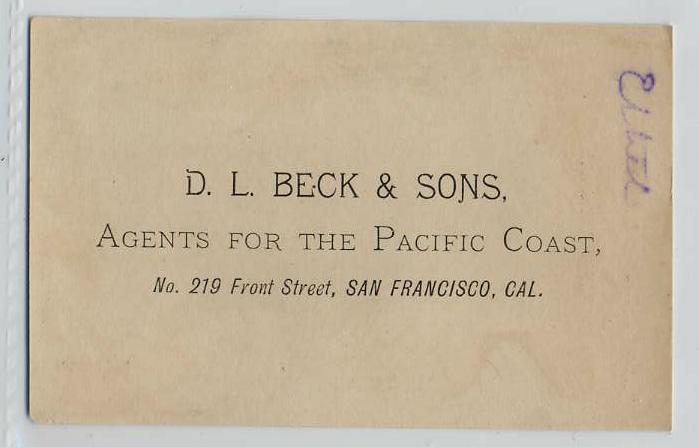 D. L. BECK & SONS,
AGENTS FOR THE PACIFIC COAST,
No. 219 Front Street, SAN FRANCISCO, CAL.